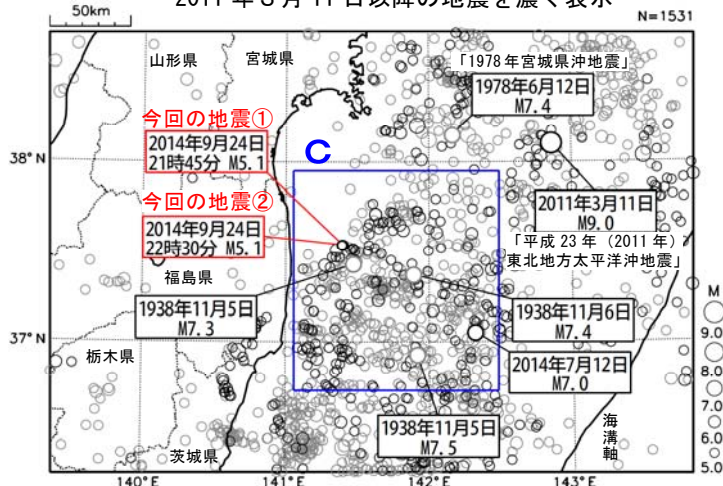 2011 年 3 月 11 日以降の地震を濃く表示
50km
N=1531
山形県
宮城県
「1978年宮城県沖地震」
1978年6月12日
M7.4
今回の地震①
2014年9月24日
21時45分 M5.1
38°N
C
今回の地震②
2014年9月24日
22時30分 M5.1
2011年3月11日
M9.0
「平成 23 年（2011 年）
東北地方太平洋沖地震」
福島県
1938年11月5日
M7.3
1938年11月6日
M7.4
M
9.0
8.0
7.0
6.0
5.0
37°N
栃木県
2014年7月12日
M7.0
1938年11月5日
M7.5
海溝軸
茨城県
140°E
141°E
142°E
143°E